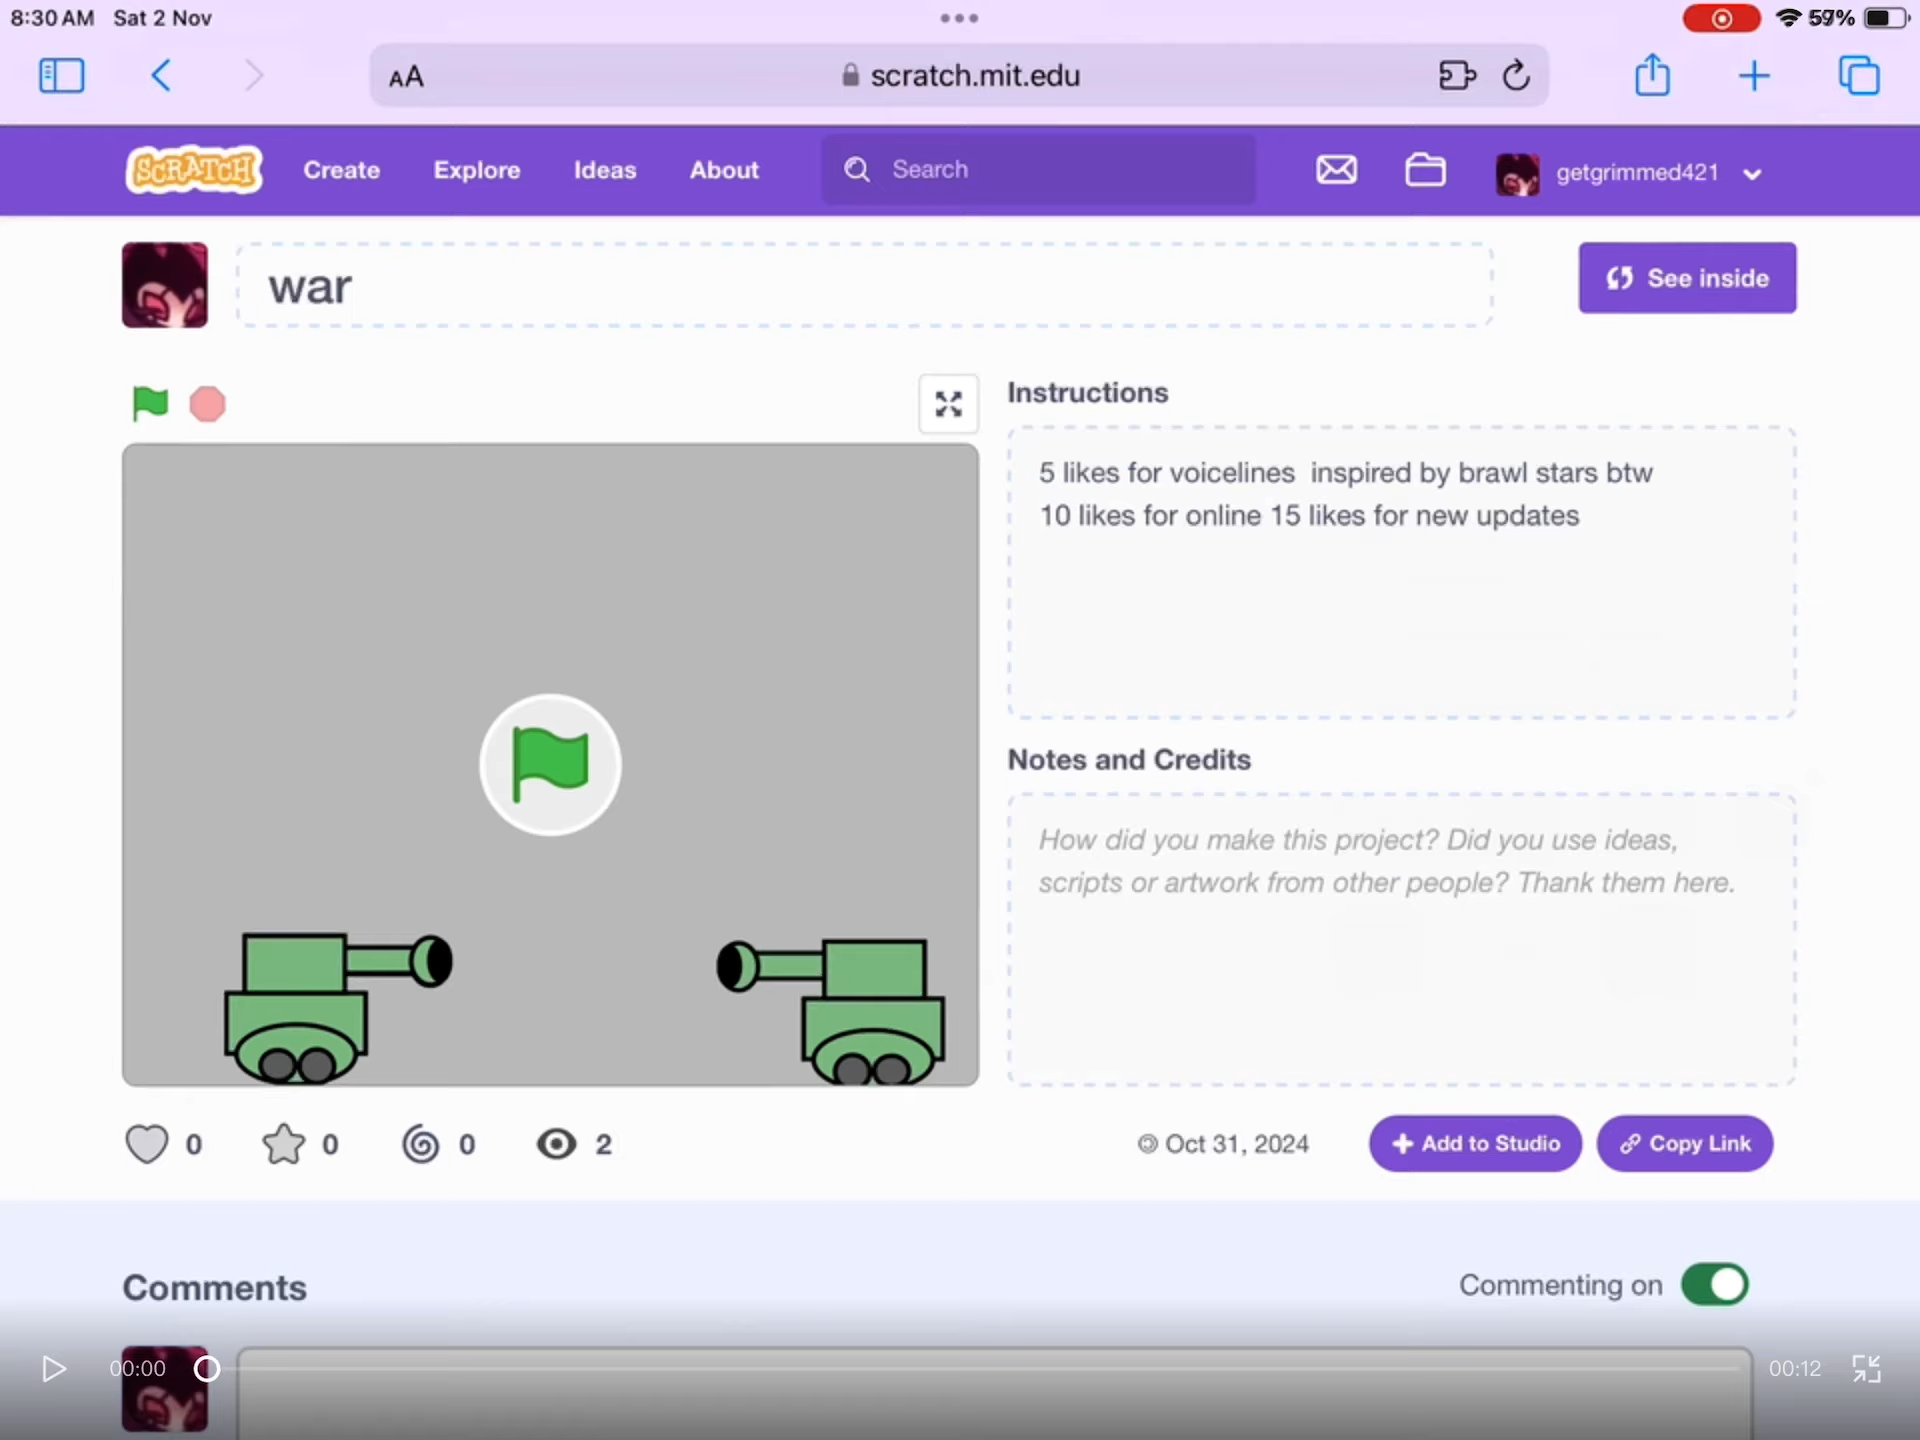 8:30 AM Sat 2 Nov
AA scratch.mit.edu
SCRATCH Create Explore Ideas About Search getgrimmed421
war
See inside
Instructions
5 likes for voicelines  inspired by brawl stars btw
10 likes for online 15 likes for new updates
Notes and Credits
How did you make this project? Did you use ideas,
scripts or artwork from other people? Thank them here.
0 0 0 2 © Oct 31, 2024 Add to Studio Copy Link
Comments Commenting on
00:00 00:12